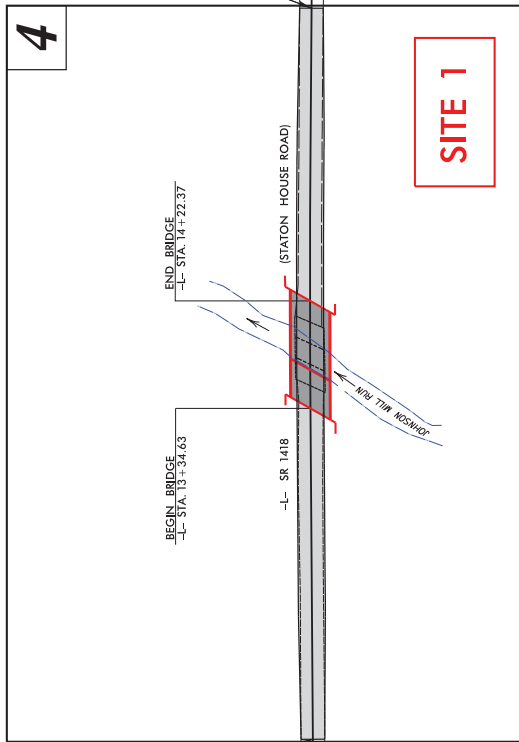 4
SITE 1
BEGIN BRIDGE
-L- STA. 13+34.63
END BRIDGE
-L- STA. 14+22.37
-L- SR 1418
(STATON HOUSE ROAD)
JOHNSON MILL RUN